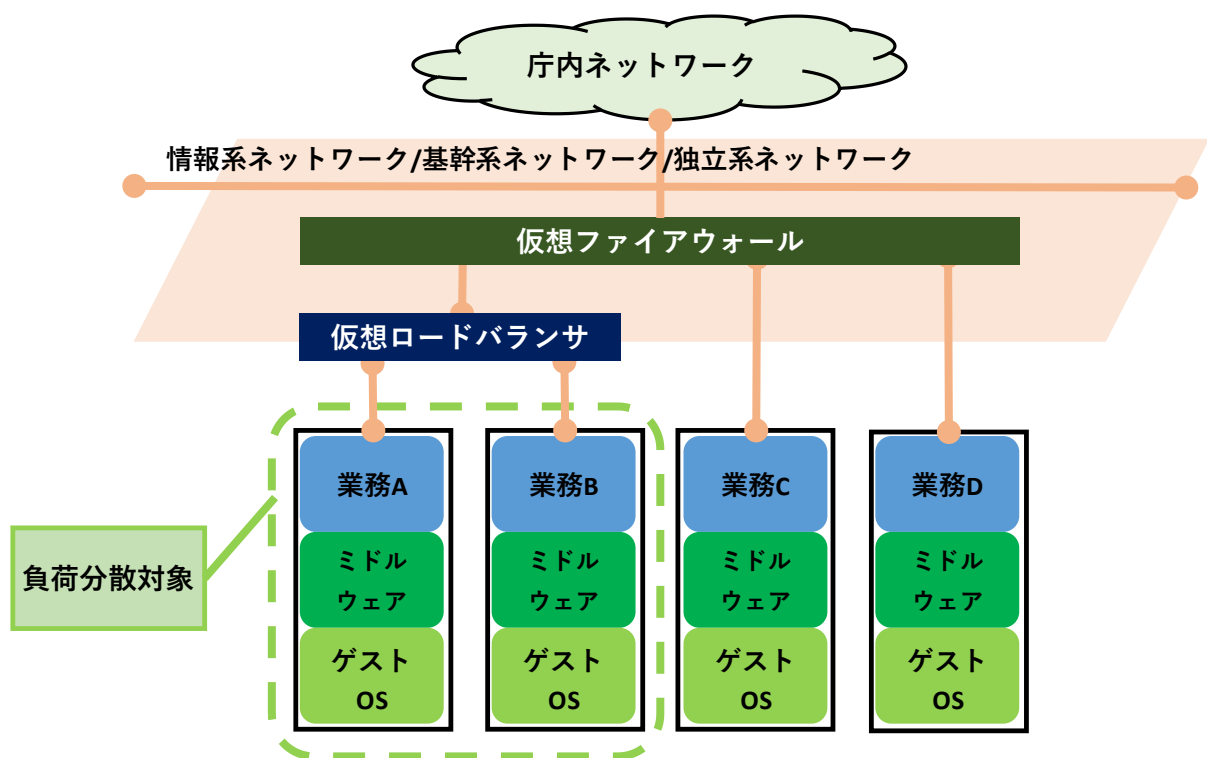 庁内ネットワーク
情報系ネットワーク/基幹系ネットワーク/独立系ネットワーク
仮想ファイアウォール
仮想ロードバランサ
負荷分散対象
業務A
ミドル
ウェア
ゲスト
OS
業務B
ミドル
ウェア
ゲスト
OS
業務C
ミドル
ウェア
ゲスト
OS
業務D
ミドル
ウェア
ゲスト
OS